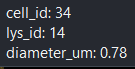 cell_id: 34
lys_id: 14
diameter_um: 0.78